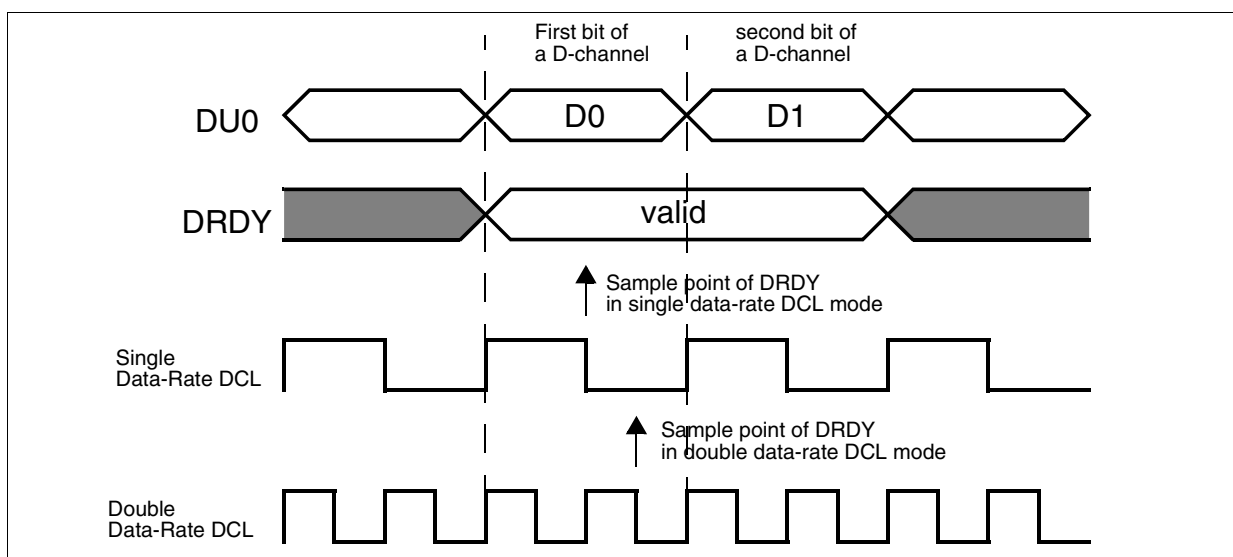 First bit of
a D-channel
second bit of
a D-channel
DU0
D0
D1
DRDY
valid
Sample point of DRDY
in single data-rate DCL mode
Single
Data-Rate DCL
Sample point of DRDY
in double data-rate DCL mode
Double
Data-Rate DCL